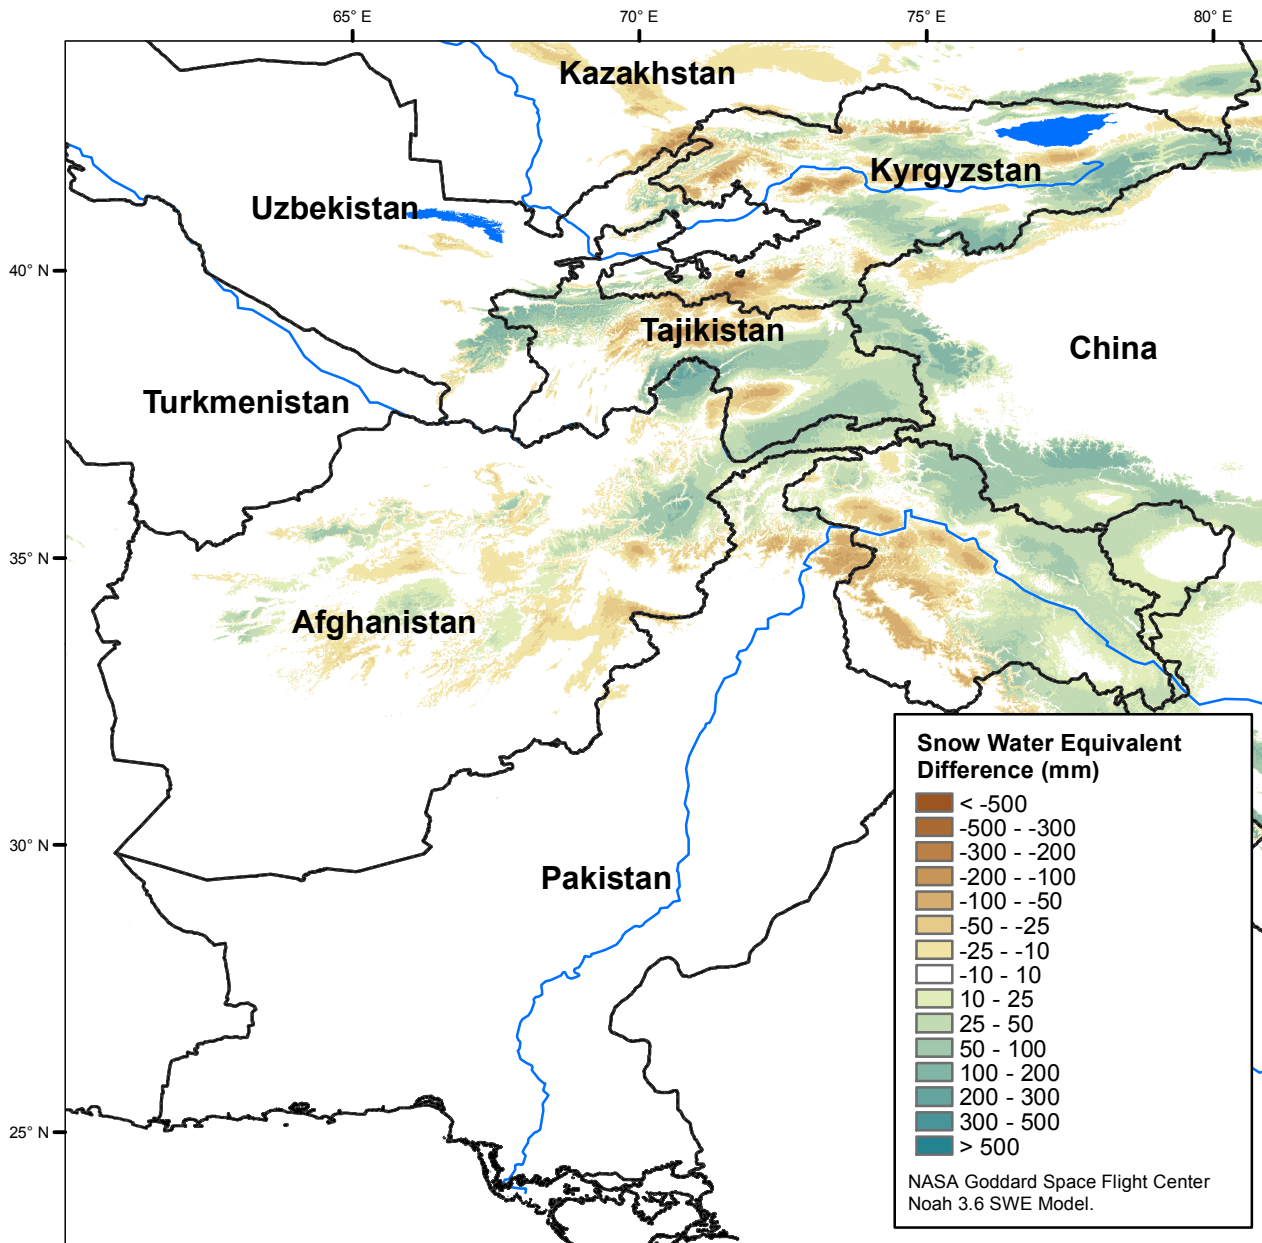 65° E
70° E
75° E
80° E
Kazakhstan
Kyrgyzstan
Uzbekistan
40° N
Tajikistan
China
Turkmenistan
35° N
Afghanistan
30° N
Pakistan
25° N
Snow Water Equivalent
Difference (mm)
< -500
-500 - -300
-300 - -200
-200 - -100
-100 - -50
-50 - -25
-25 - -10
-10 - 10
10 - 25
25 - 50
50 - 100
100 - 200
200 - 300
300 - 500
> 500
NASA Goddard Space Flight Center
Noah 3.6 SWE Model.